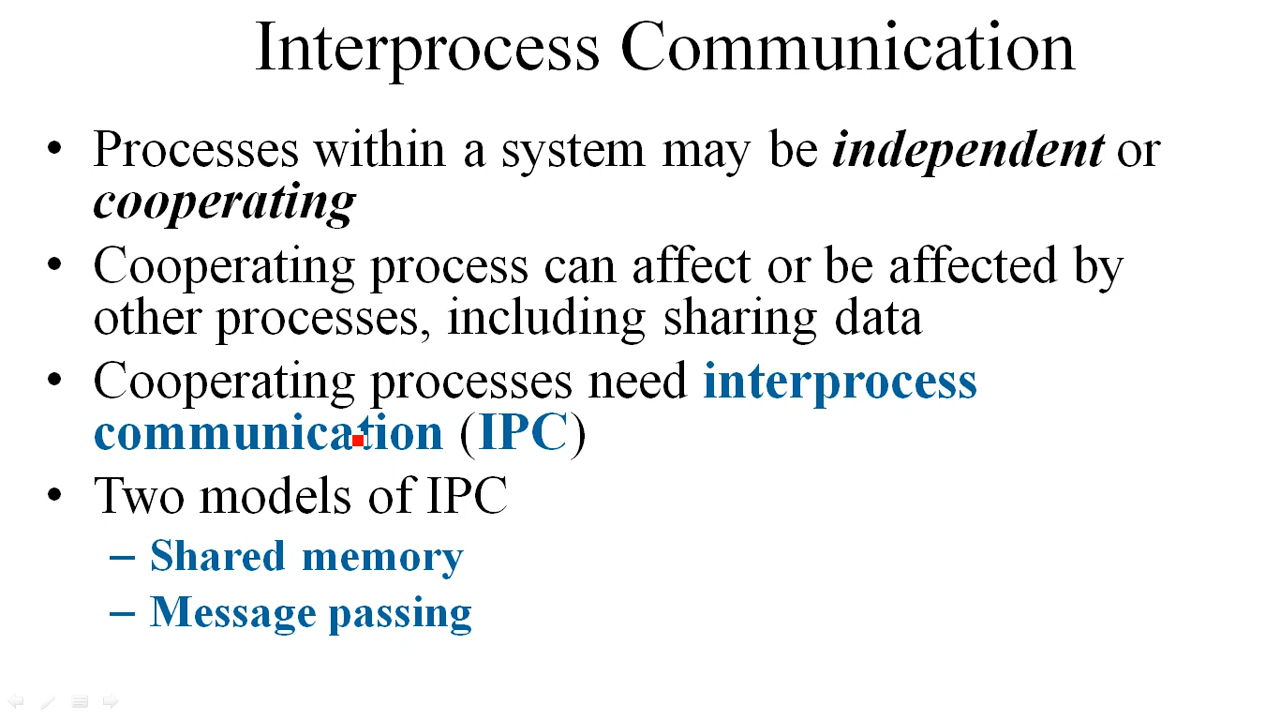 Interprocess Communication
• Processes within a system may be independent or
cooperating
• Cooperating process can affect or be affected by
other processes, including sharing data
• Cooperating processes need interprocess
communication (IPC)
• Two models of IPC
– Shared memory
– Message passing